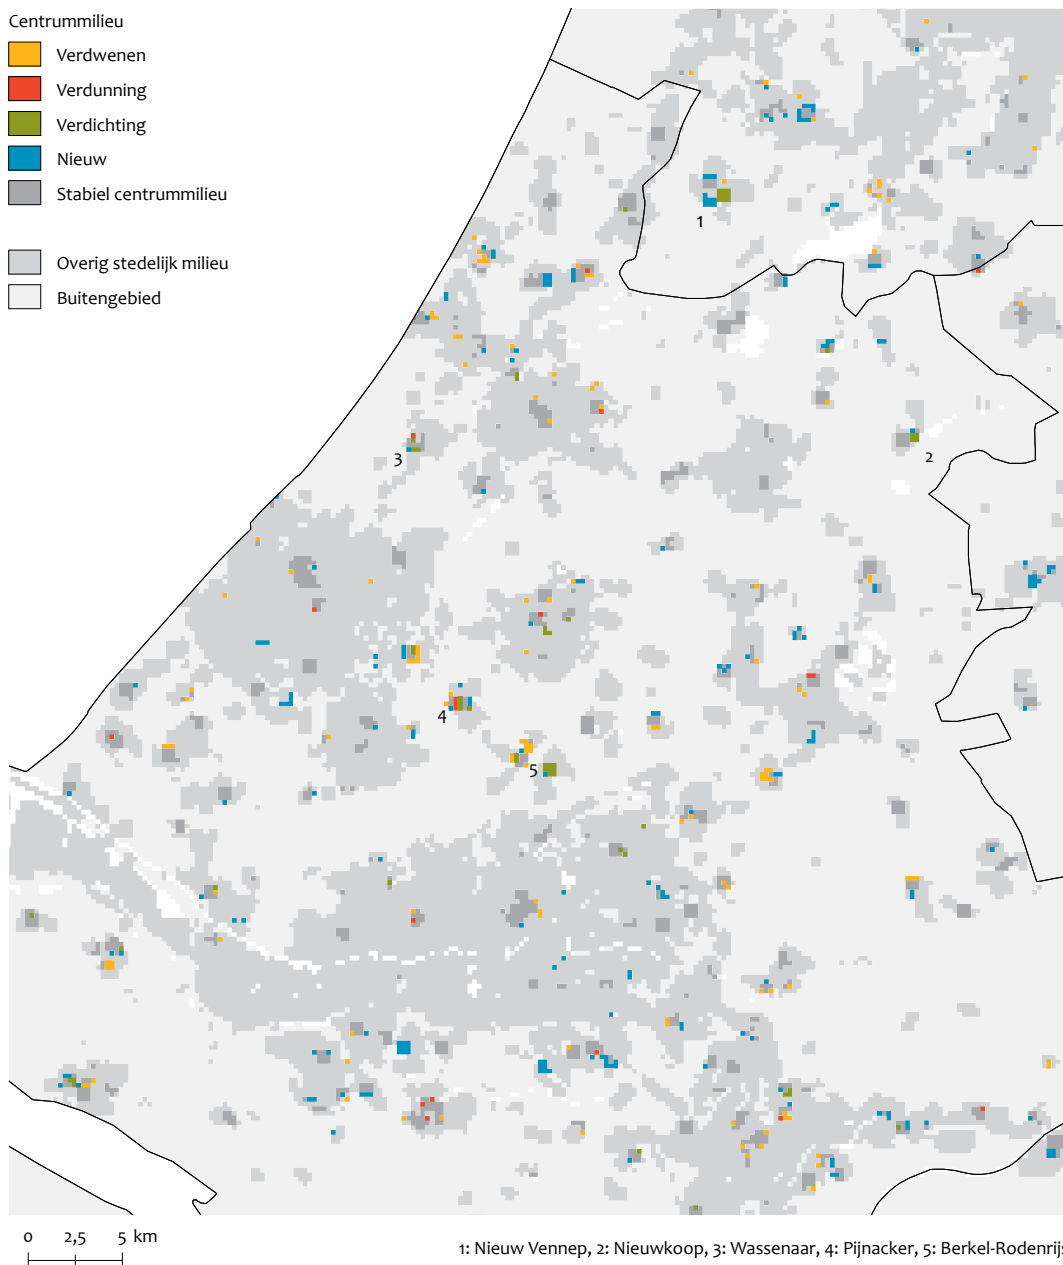 Centrummilieu
Verdwenen
Verdunning
Verdichting
Nieuw
Stabiel centrummilieu
Overig stedelijk milieu
Buitengebied
1
2
3
4
5
0 2,5 5 km
1: Nieuw Vennep, 2: Nieuwkoop, 3: Wassenaar, 4: Pijnacker, 5: Berkel-Rodenrijs